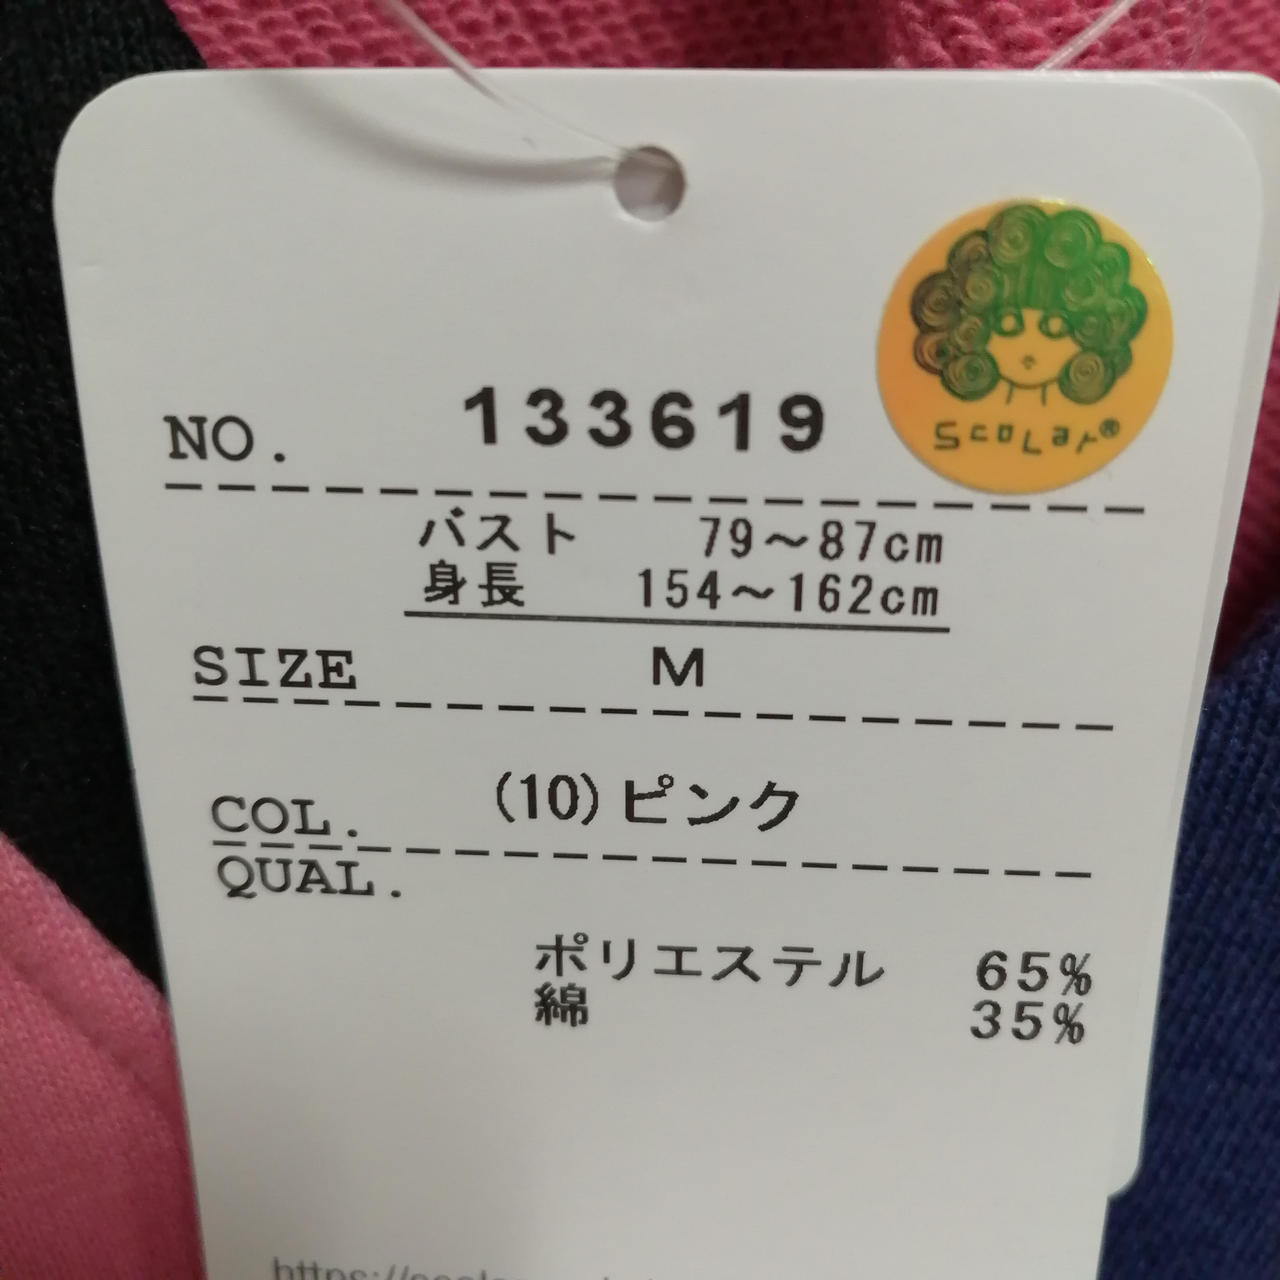 ScoLar®
NO. 133619
バスト 79～87cm
身長 154～162cm
SIZE M
COL. (10)ピンク
QUAL.
ポリエステル 65%
綿 35%